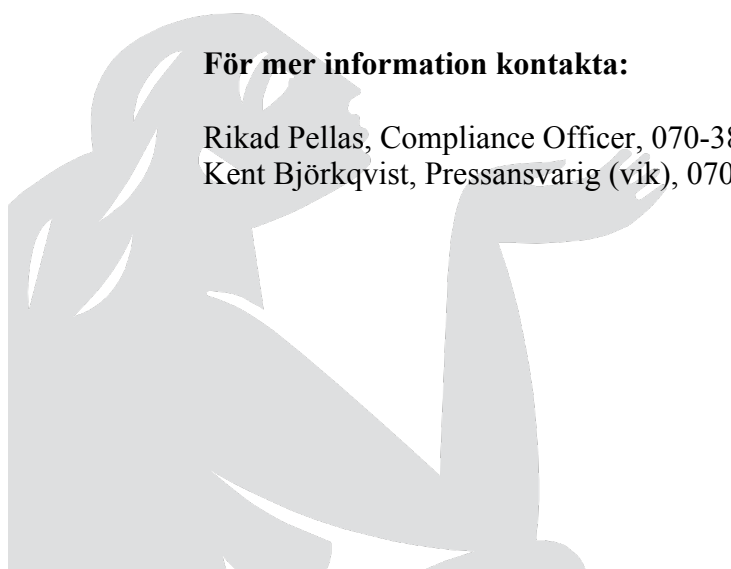 För mer information kontakta:
Rikad Pellas, Compliance Officer, 070-38
Kent Björkqvist, Pressansvarig (vik), 070